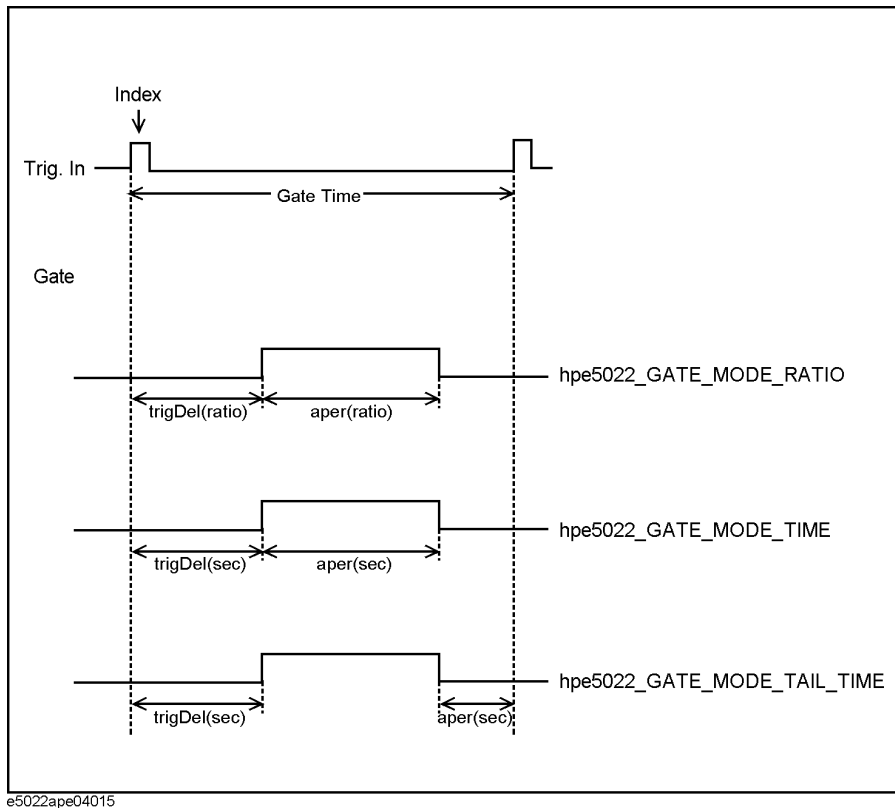 Index
Trig. In
Gate Time
Gate
hpe5022_GATE_MODE_RATIO
trigDel(ratio) aper(ratio)
hpe5022_GATE_MODE_TIME
trigDel(sec) aper(sec)
hpe5022_GATE_MODE_TAIL_TIME
trigDel(sec) aper(sec)
e5022ape04015